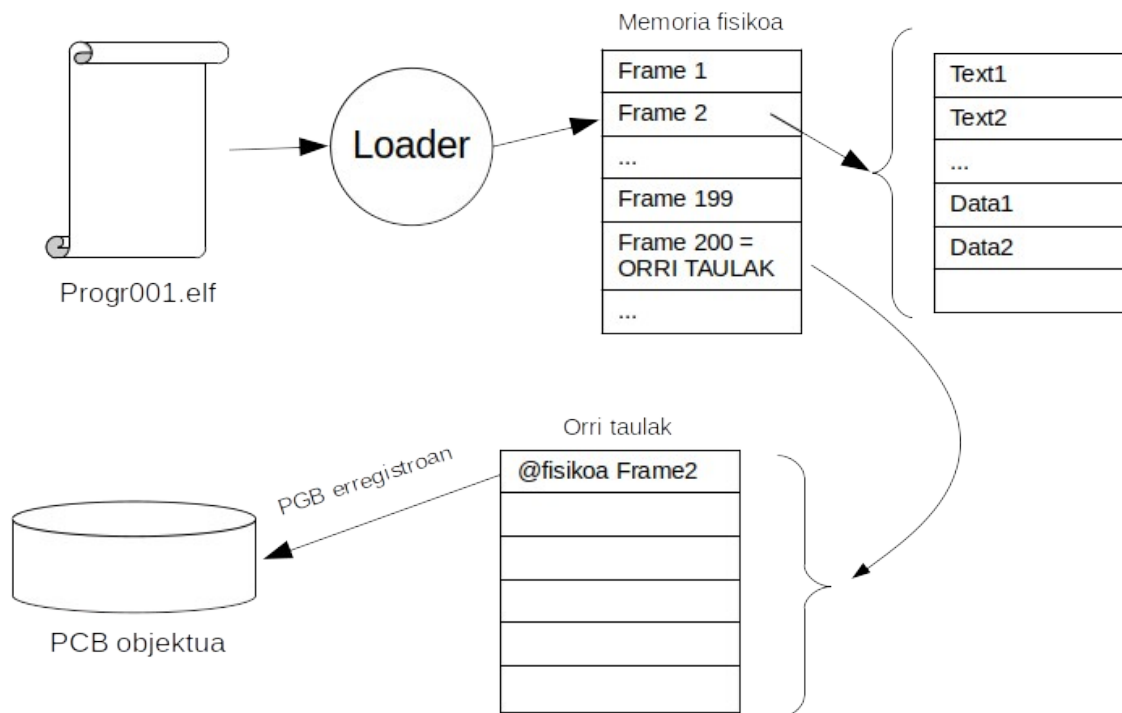 Memoria fisikoa
Frame 1
Frame 2
...
Frame 199
Frame 200 =
ORRI TAULAK
...
Text1
Text2
...
Data1
Data2
Loader
Progr001.elf
Orri taulak
@fisikoa Frame2
PGB erregistroan
PCB objektua